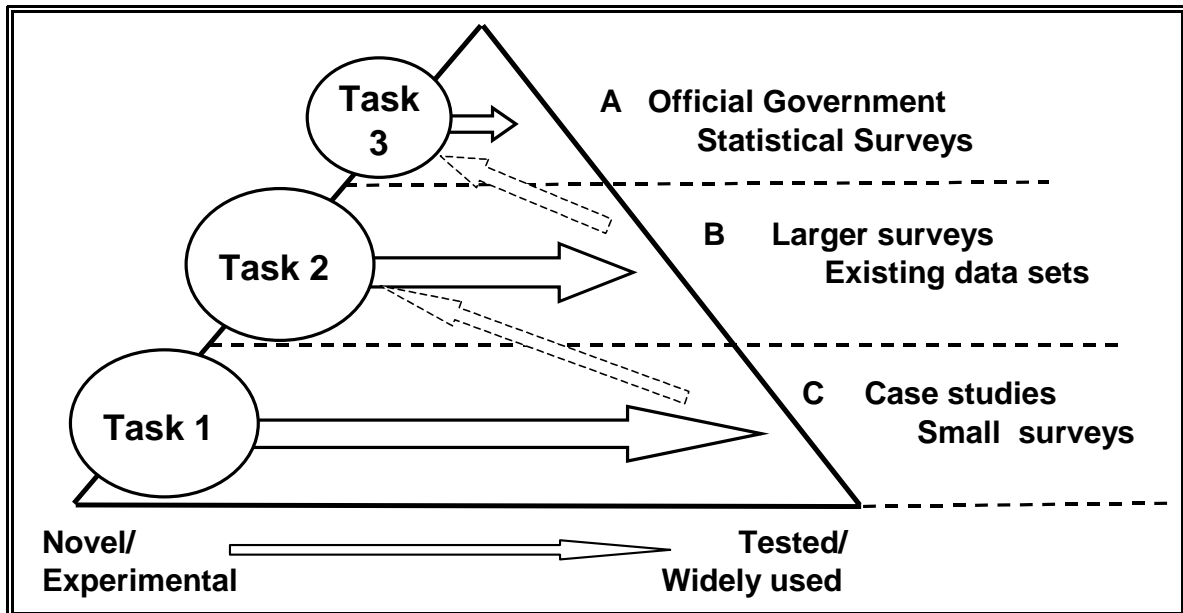 Task
3
A Official Government
Statistical Surveys
Task 2
B Larger surveys
Existing data sets
Task 1
C Case studies
Small surveys
Novel/
Experimental
Tested/
Widely used